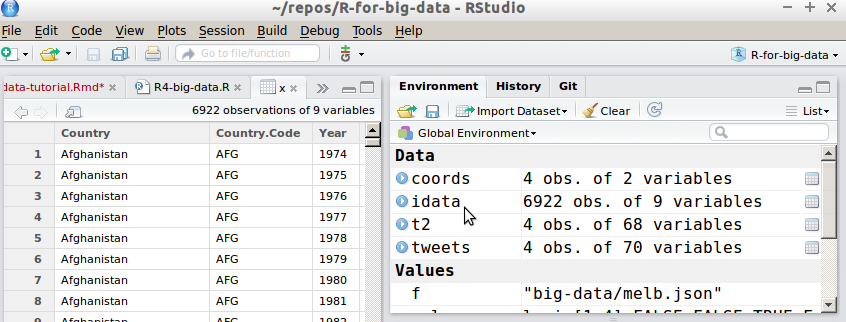 ~/repos/R-for-big-data - RStudio
File Edit Code View Plots Session Build Debug Tools Help
Go to file/function R-for-big-data
data-tutorial.Rmd* R4-big-data.R x
6922 observations of 9 variables
Country Country.Code Year
1 Afghanistan AFG 1974
2 Afghanistan AFG 1975
3 Afghanistan AFG 1976
4 Afghanistan AFG 1977
5 Afghanistan AFG 1978
6 Afghanistan AFG 1979
7 Afghanistan AFG 1980
8 Afghanistan AFG 1981
9 Afghanistan AFG 1982
Environment History Git
Import Dataset Clear List
Global Environment
Data
coords 4 obs. of 2 variables
idata 6922 obs. of 9 variables
t2 4 obs. of 68 variables
tweets 4 obs. of 70 variables
Values
f "big-data/melb.json"